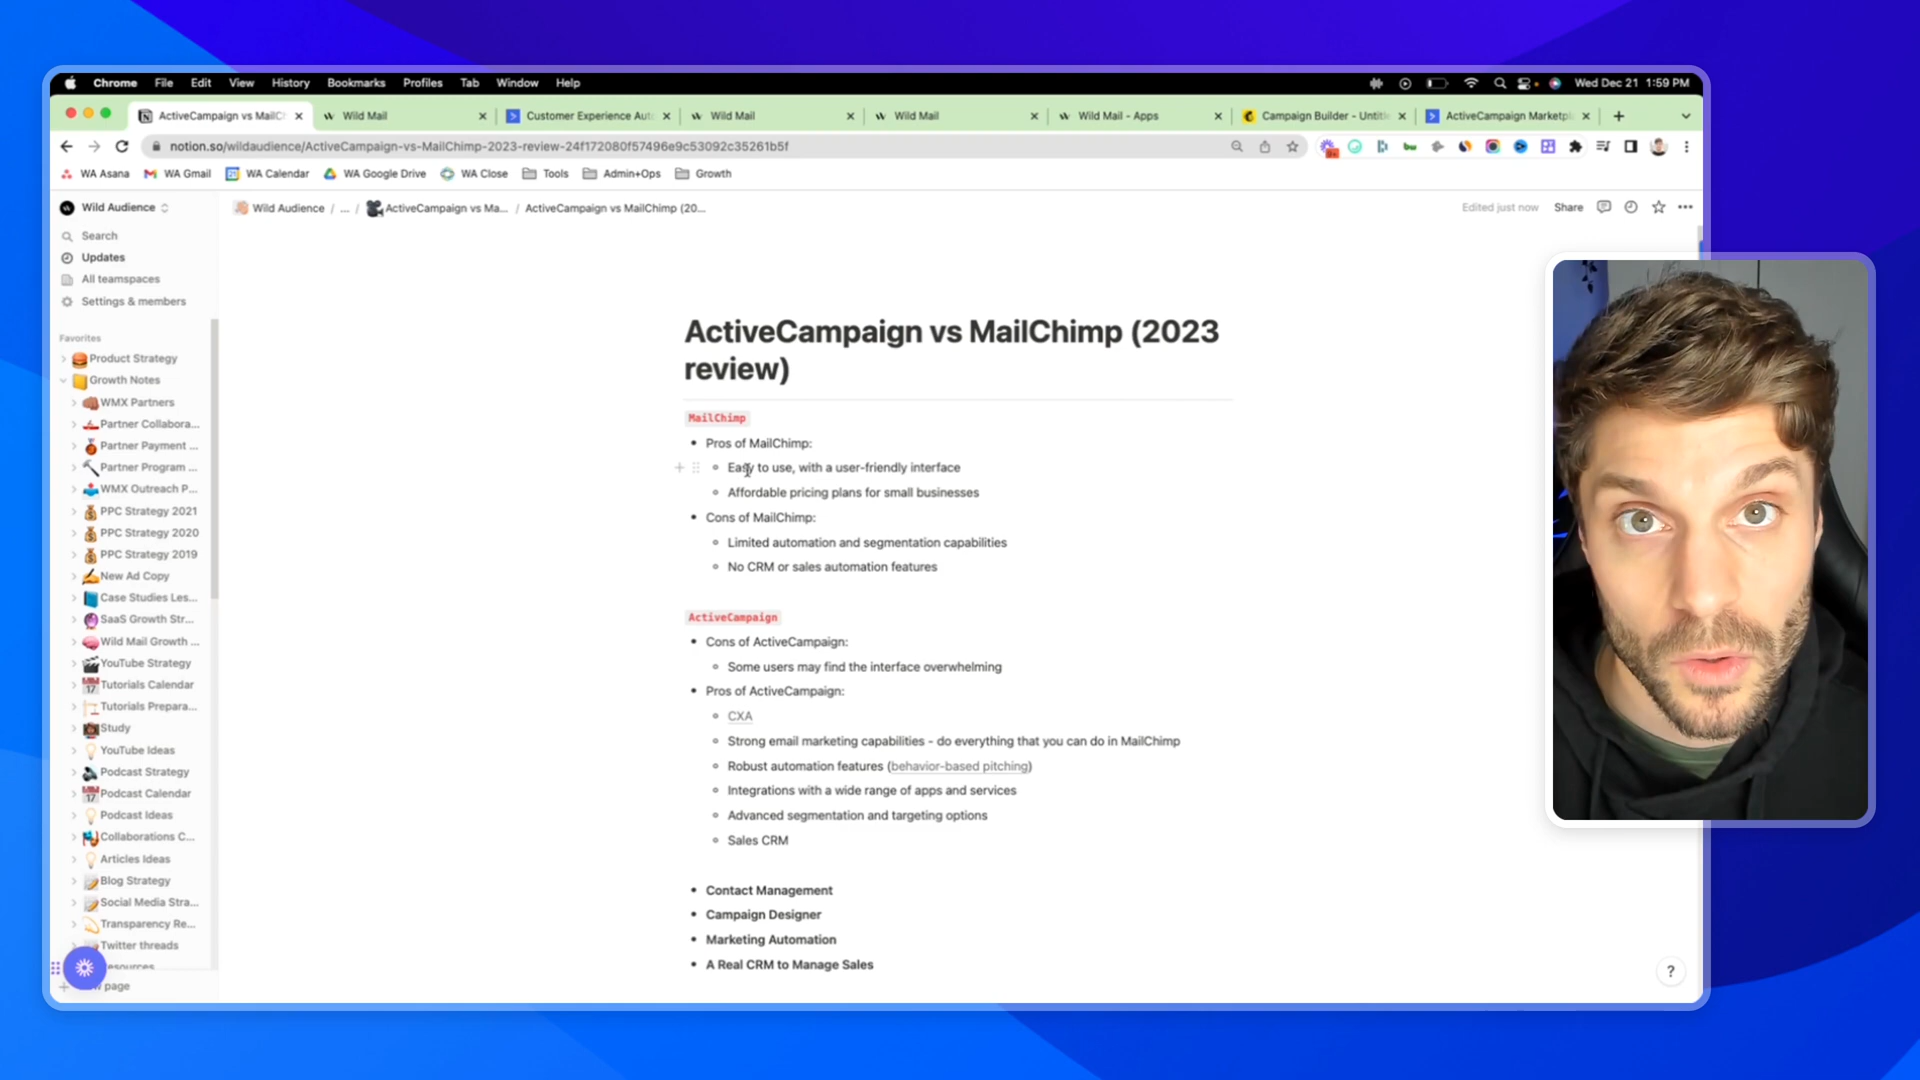 Chrome File Edit View History Bookmarks Profiles Tab Window Help Wed Dec 21 1:59 PM
ActiveCampaign vs MailCh Wild Mail Customer Experience Aut Wild Mail Wild Mail Wild Mail - Apps Campaign Builder - Untitl ActiveCampaign Marketpl
notion.so/wildaudience/ActiveCampaign-vs-MailChimp-2023-review-24f172080f57496e9c53092c35261b5f
WA Asana WA Gmail WA Calendar WA Google Drive WA Close Tools Admin+Ops Growth
Wild Audience
Wild Audience / ... / ActiveCampaign vs Ma... / ActiveCampaign vs MailChimp (20...
Edited just now Share
Search
Updates
All teamspaces
Settings & members
Favorites
Product Strategy
Growth Notes
WMX Partners
Partner Collabora...
Partner Payment ...
Partner Program ...
WMX Outreach P...
PPC Strategy 2021
PPC Strategy 2020
PPC Strategy 2019
New Ad Copy
Case Studies Les...
SaaS Growth Str...
Wild Mail Growth ...
YouTube Strategy
Tutorials Calendar
Tutorials Prepara...
Study
YouTube Ideas
Podcast Strategy
Podcast Calendar
Podcast Ideas
Collaborations C...
Articles Ideas
Blog Strategy
Social Media Stra...
Transparency Re...
Twitter threads
page
ActiveCampaign vs MailChimp (2023
review)
MailChimp
• Pros of MailChimp:
◦ Easy to use, with a user-friendly interface
◦ Affordable pricing plans for small businesses
• Cons of MailChimp:
◦ Limited automation and segmentation capabilities
◦ No CRM or sales automation features
ActiveCampaign
• Cons of ActiveCampaign:
◦ Some users may find the interface overwhelming
• Pros of ActiveCampaign:
◦ CXA
◦ Strong email marketing capabilities - do everything that you can do in MailChimp
◦ Robust automation features (behavior-based pitching)
◦ Integrations with a wide range of apps and services
◦ Advanced segmentation and targeting options
◦ Sales CRM
• Contact Management
• Campaign Designer
• Marketing Automation
• A Real CRM to Manage Sales
?